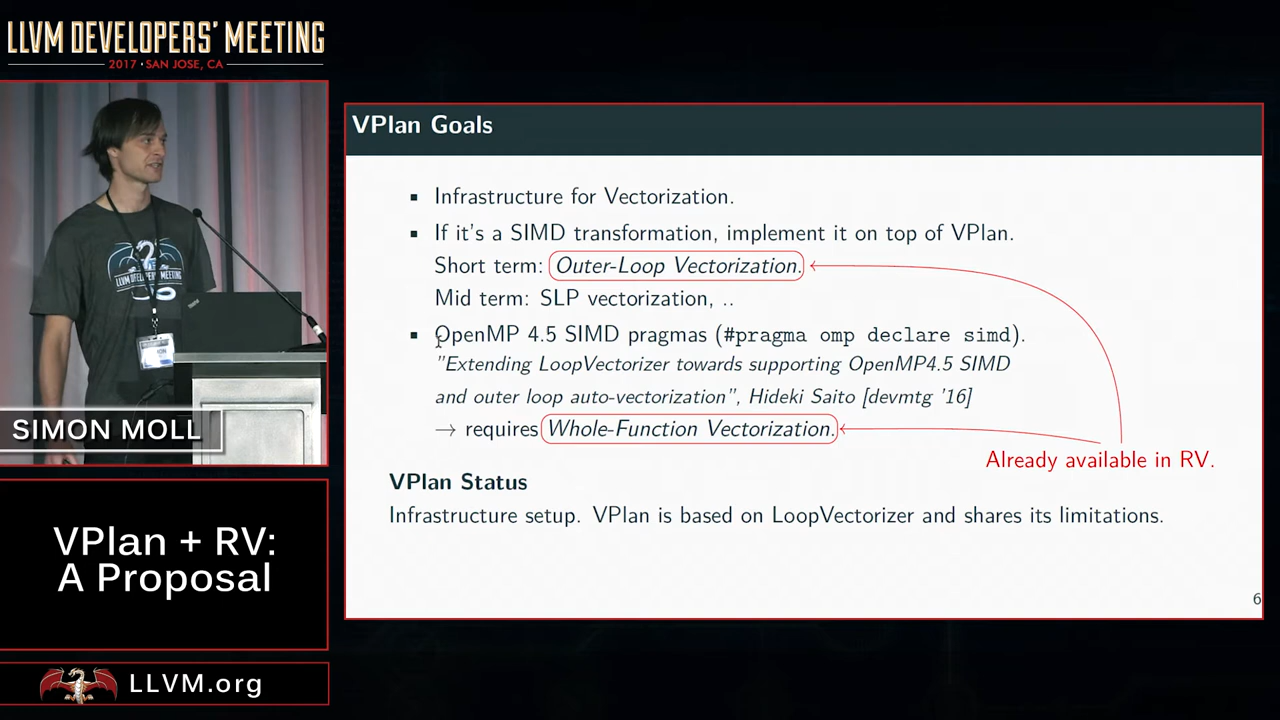 LLVM DEVELOPERS' MEETING
2017 · SAN JOSE, CA
LLVM DEVELOPERS' MEETING
SIMON MOLL
VPlan + RV:
A Proposal
LLVM.org
VPlan Goals
▪ Infrastructure for Vectorization.
▪ If it's a SIMD transformation, implement it on top of VPlan.
Short term: Outer-Loop Vectorization.
Mid term: SLP vectorization, ..
▪ OpenMP 4.5 SIMD pragmas (#pragma omp declare simd).
"Extending LoopVectorizer towards supporting OpenMP4.5 SIMD
and outer loop auto-vectorization", Hideki Saito [devmtg '16]
→ requires Whole-Function Vectorization.
Already available in RV.
VPlan Status
Infrastructure setup. VPlan is based on LoopVectorizer and shares its limitations.
6